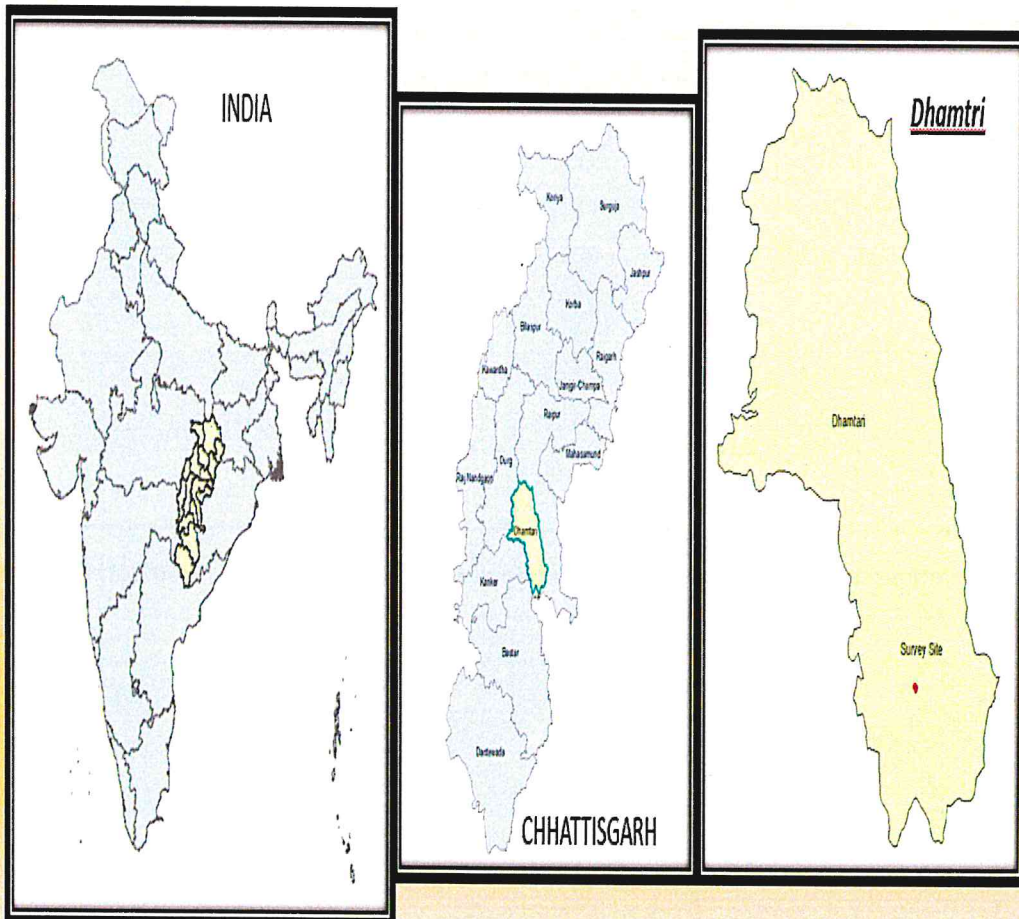 INDIA
Koriya
Surguja
Jashpur
Korba
Bilaspur
Raigarh
Kawardha
Janjgir-Champa
Raipur
Mahasamund
Durg
Raj Nandgaon
Dhamtari
Kanker
Bastar
Dantewada
CHHATTISGARH
Dhamtri
Dhamtari
Survey Site